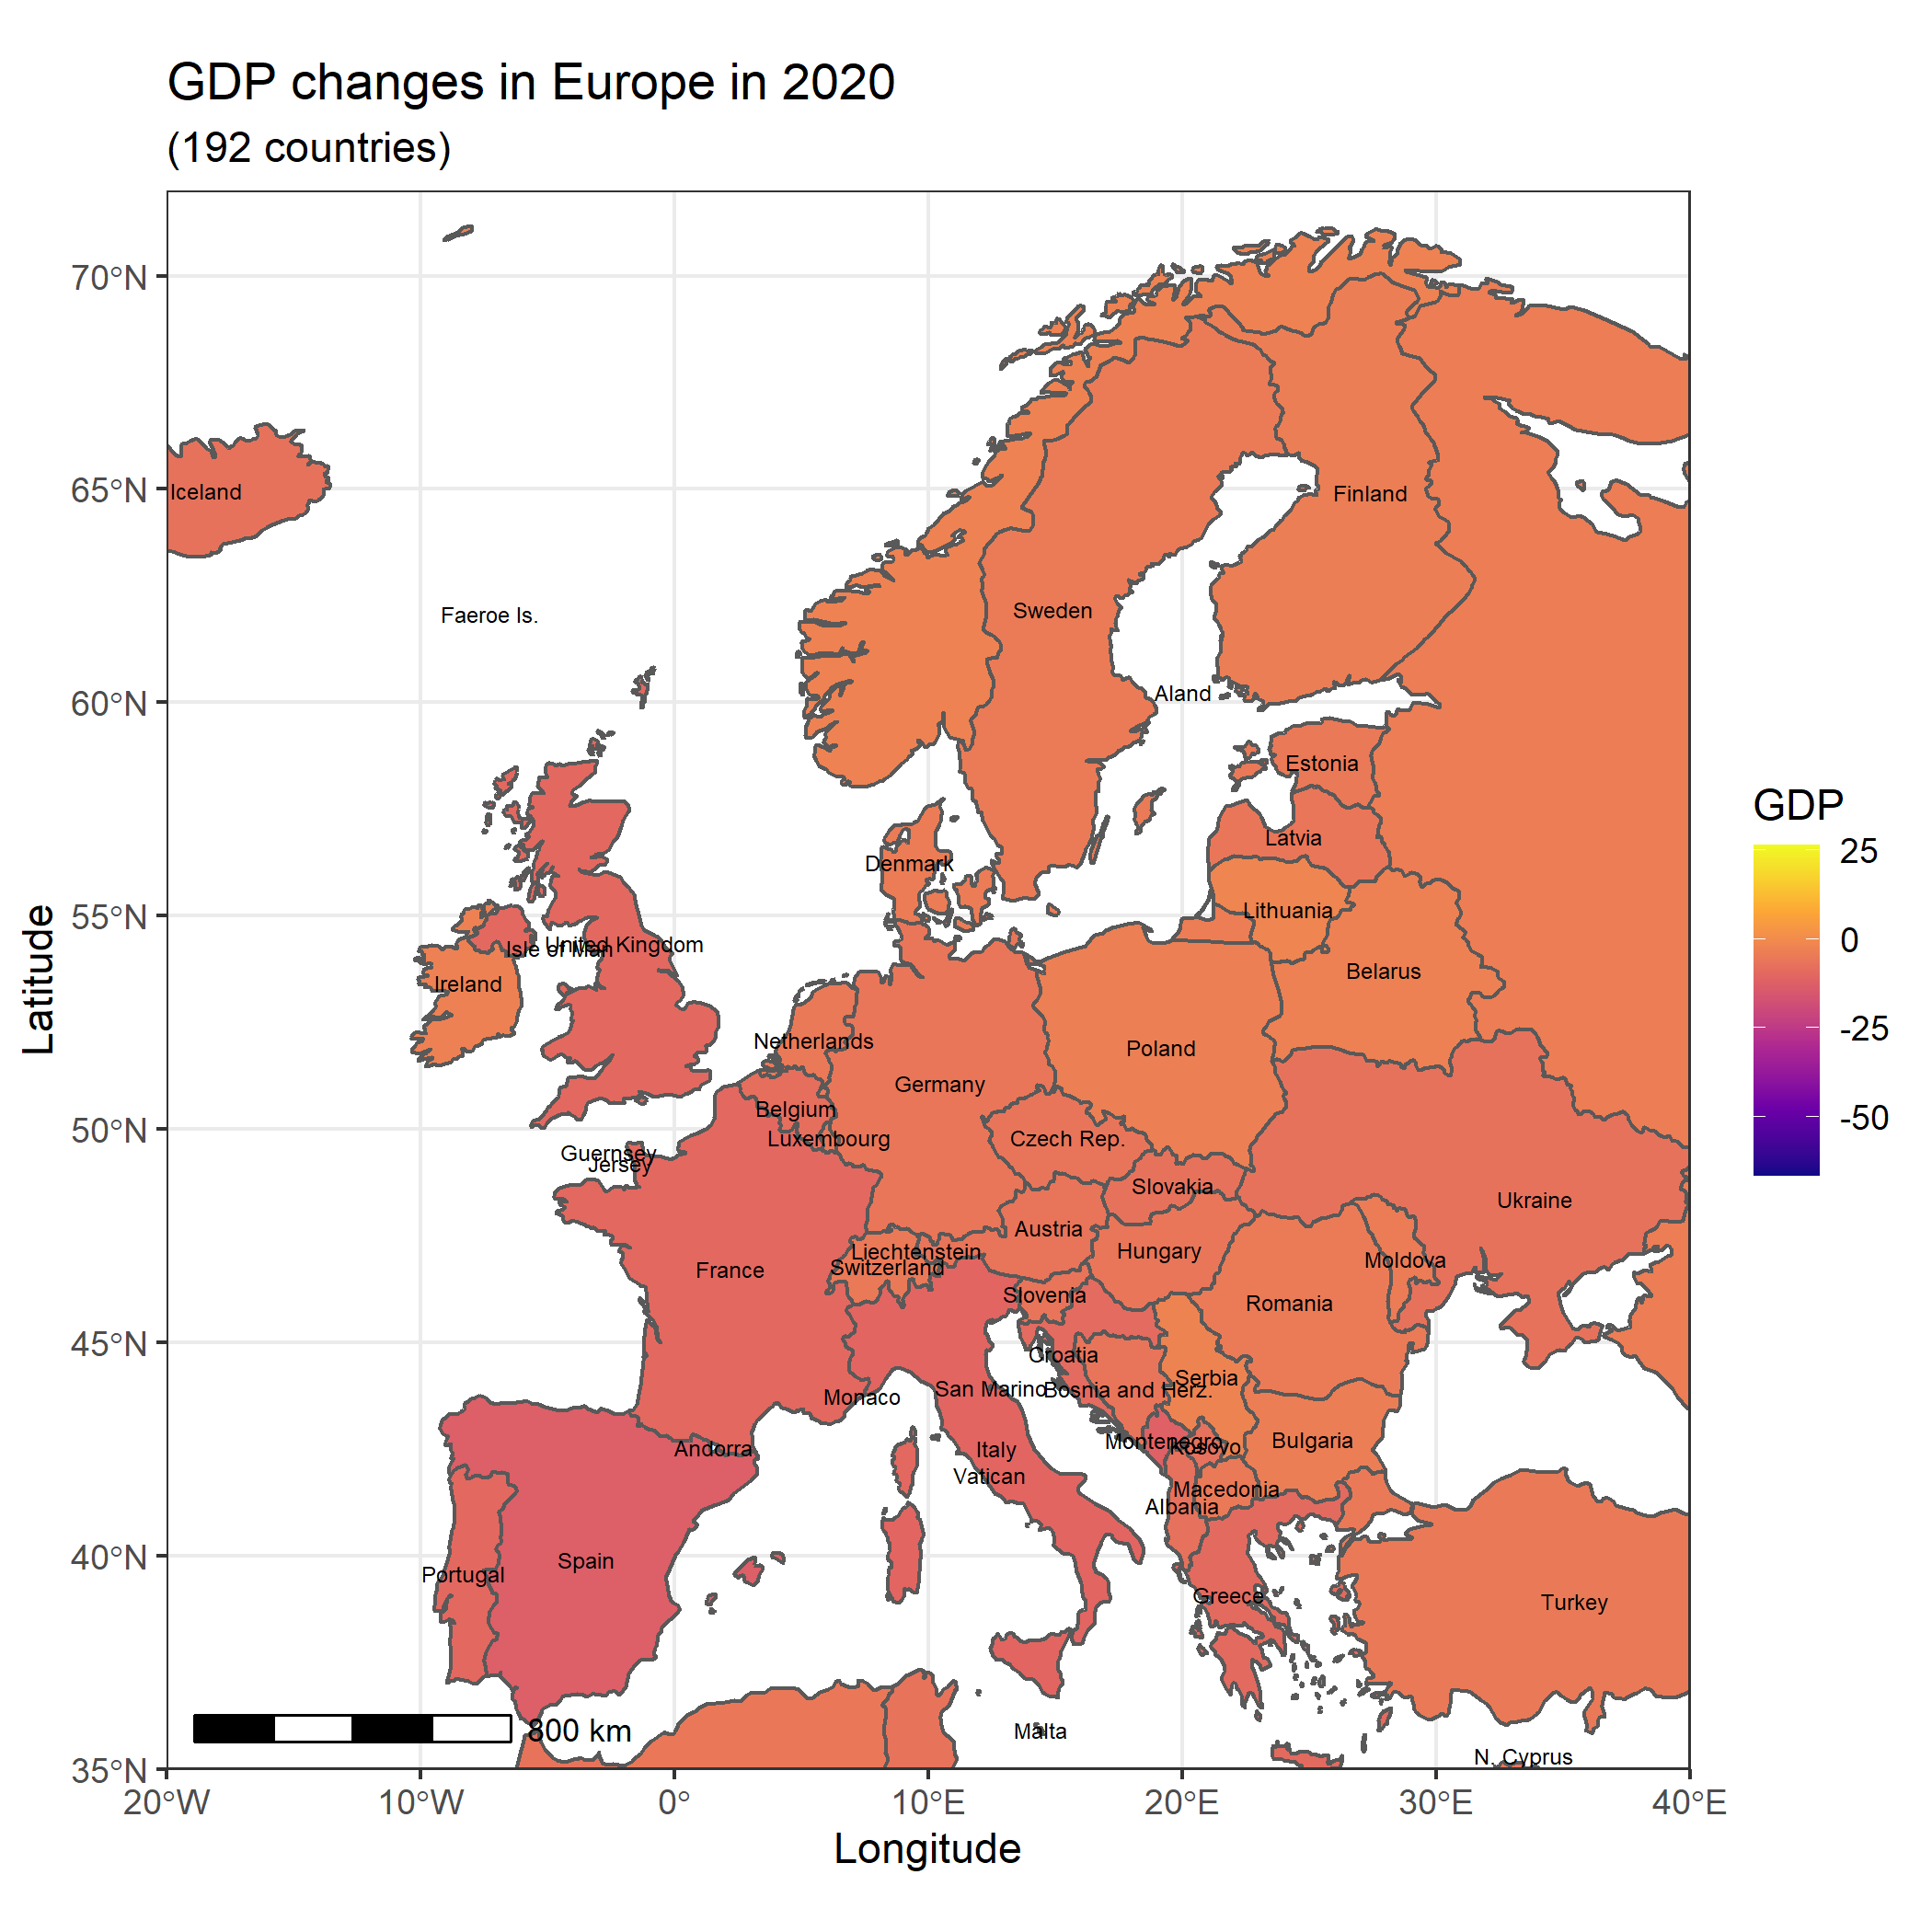 GDP changes in Europe in 2020
(192 countries)
70°N
65°N
60°N
55°N
50°N
45°N
40°N
35°N
Latitude
Iceland
Faeroe Is.
Finland
Sweden
Aland
Estonia
Latvia
Denmark
Lithuania
United Kingdom
Isle of Man
Belarus
Ireland
Netherlands
Poland
Germany
Belgium
Luxembourg
Czech Rep.
Guernsey
Jersey
Slovakia
Ukraine
Austria
Liechtenstein
Hungary
Moldova
Switzerland
France
Slovenia
Romania
Croatia
Serbia
San Marino
Bosnia and Herz.
Monaco
Montenegro
Kosovo
Bulgaria
Andorra
Italy
Vatican
Macedonia
Albania
Spain
Portugal
Greece
Turkey
Malta
N. Cyprus
800 km
20°W
10°W
0°
10°E
20°E
30°E
40°E
Longitude
GDP
25
0
-25
-50